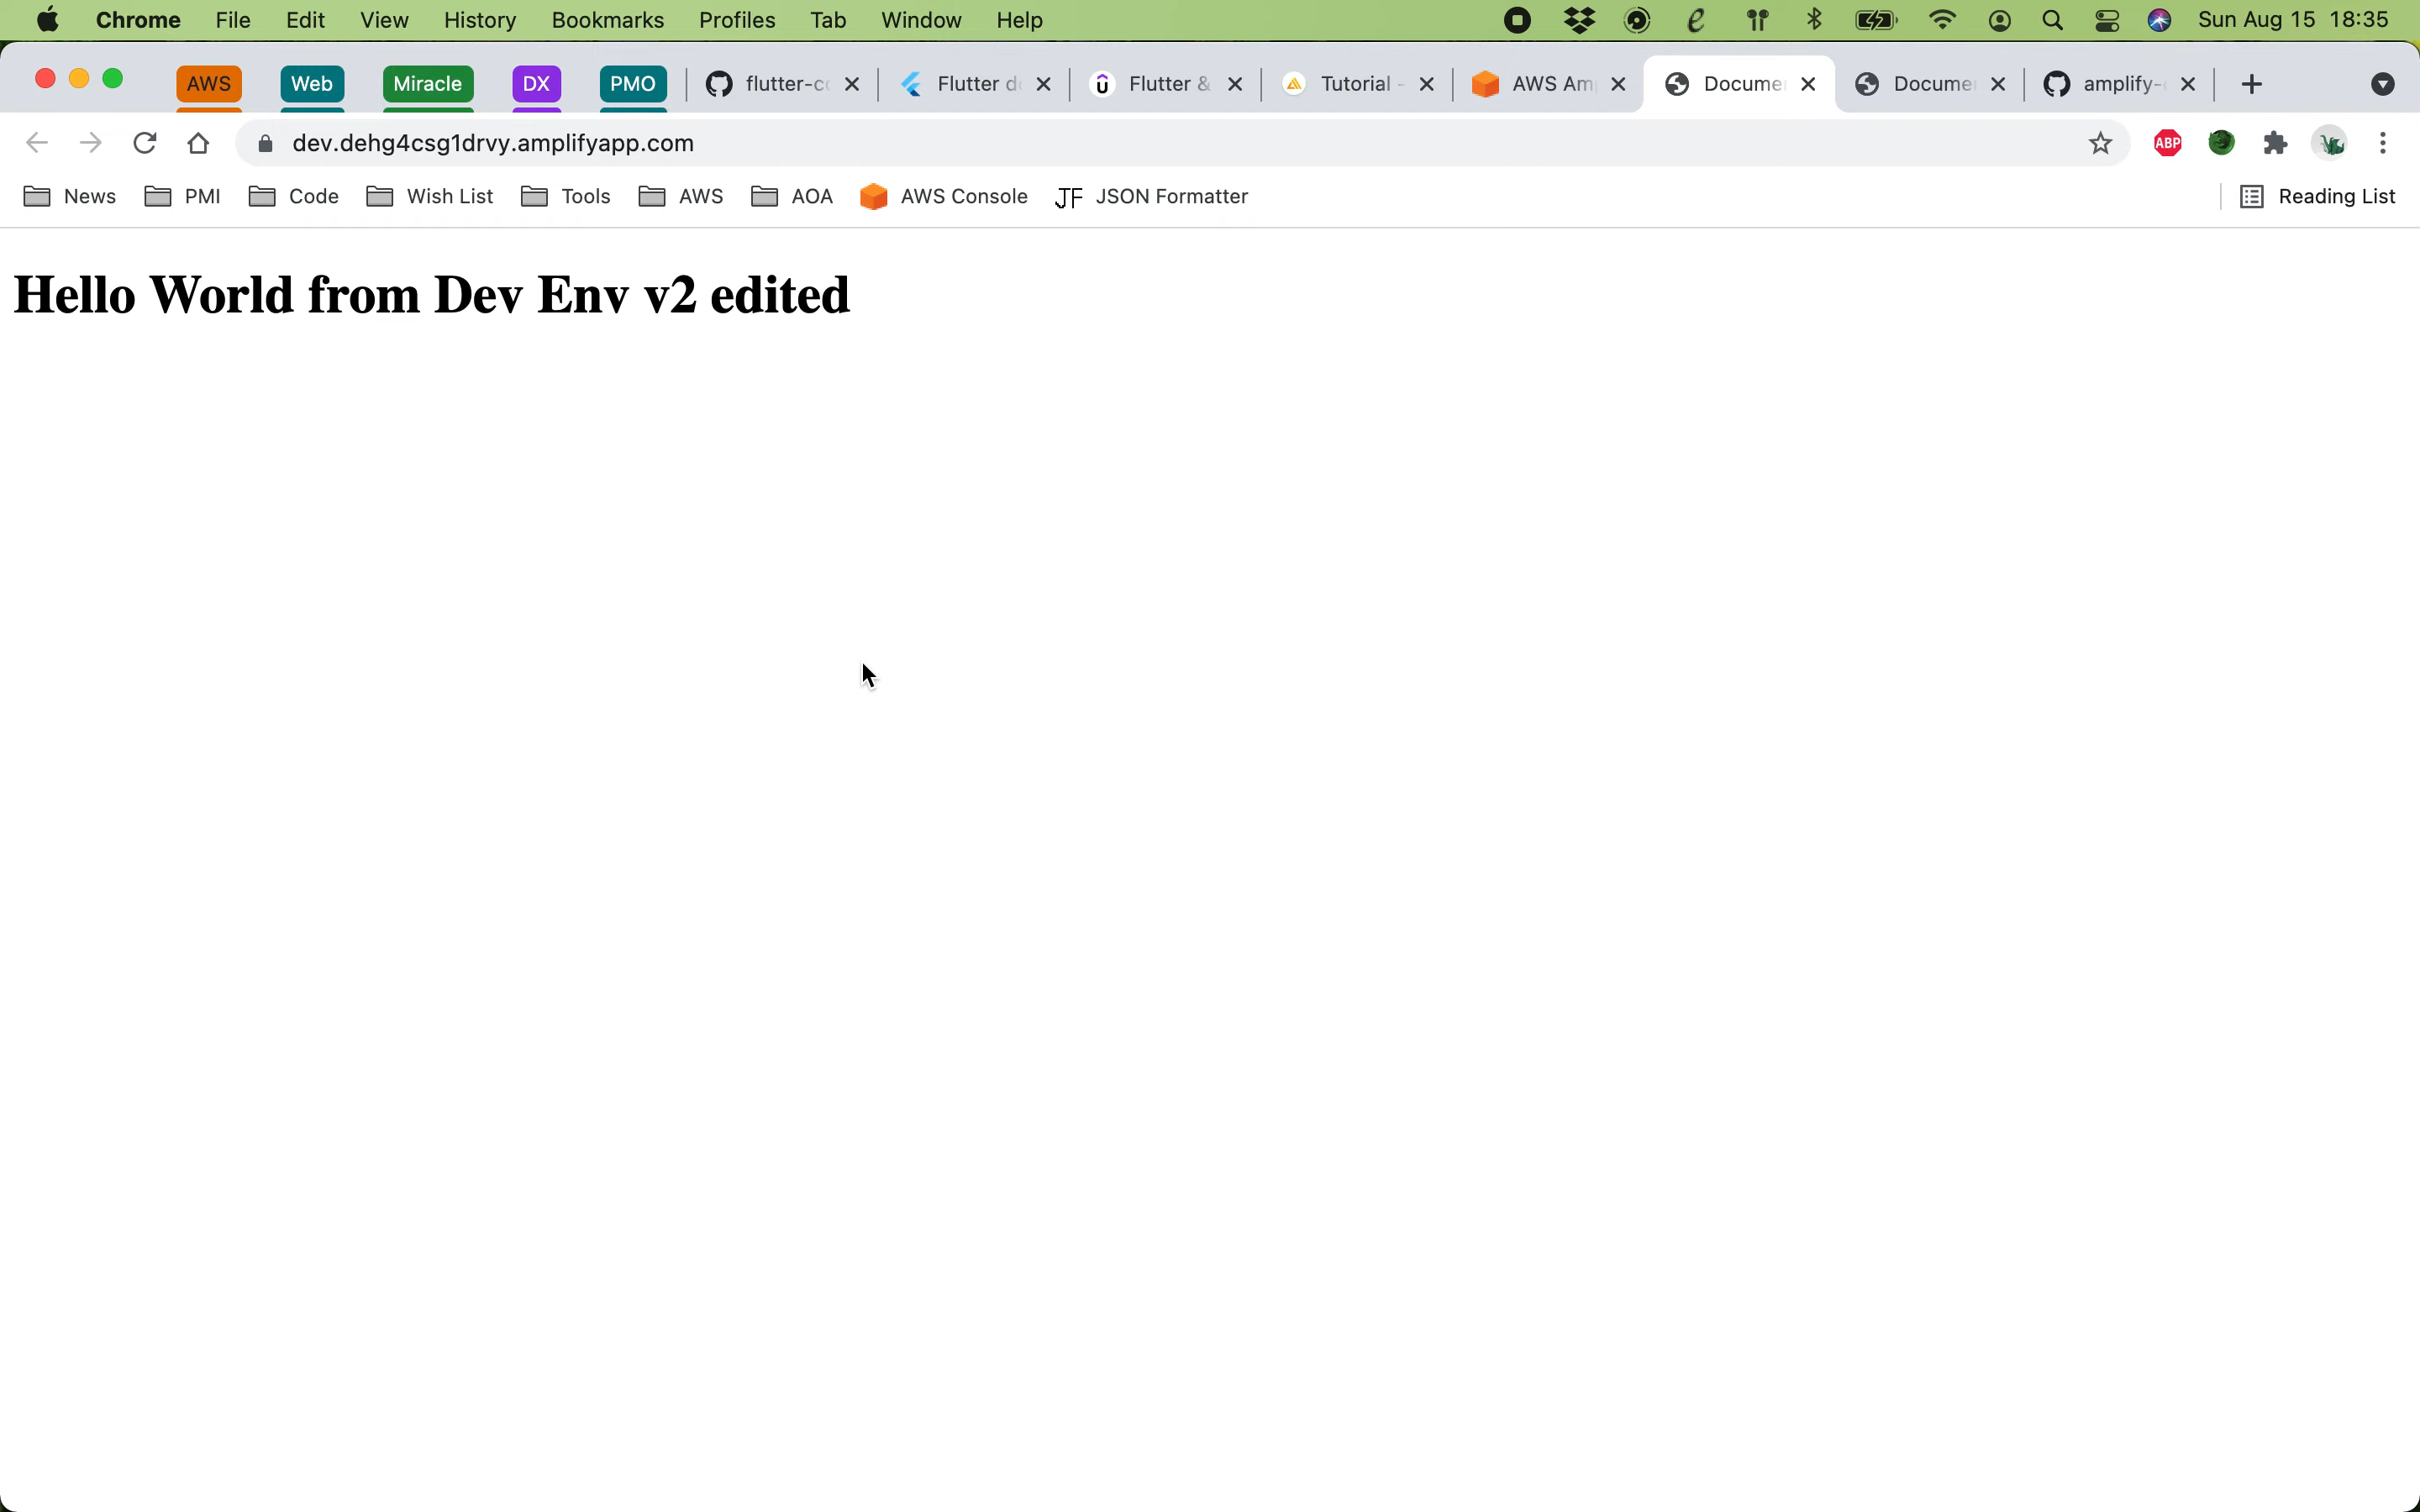 Chrome File Edit View History Bookmarks Profiles Tab Window Help Sun Aug 15 18:35
AWS Web Miracle DX PMO flutter-c Flutter d Flutter & Tutorial - AWS Am Docume Docume amplify-
dev.dehg4csg1drvy.amplifyapp.com ABP
News PMI Code Wish List Tools AWS AOA AWS Console JF JSON Formatter Reading List
Hello World from Dev Env v2 edited